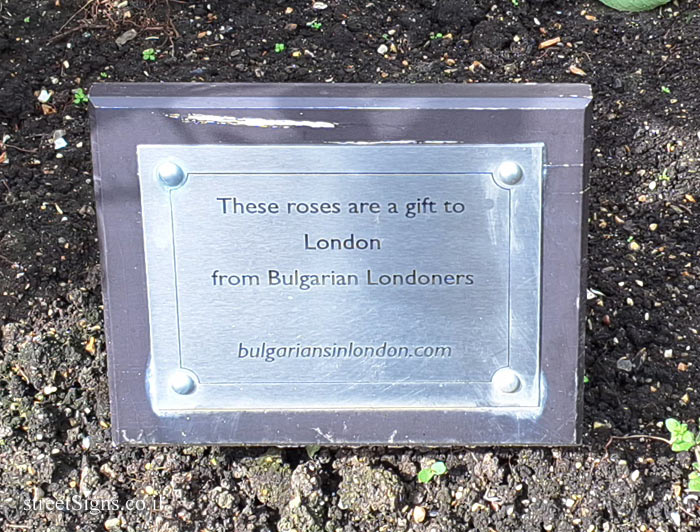 These roses are a gift to
London
from Bulgarian Londoners
bulgariansinlondon.com
streetSigns.co.il